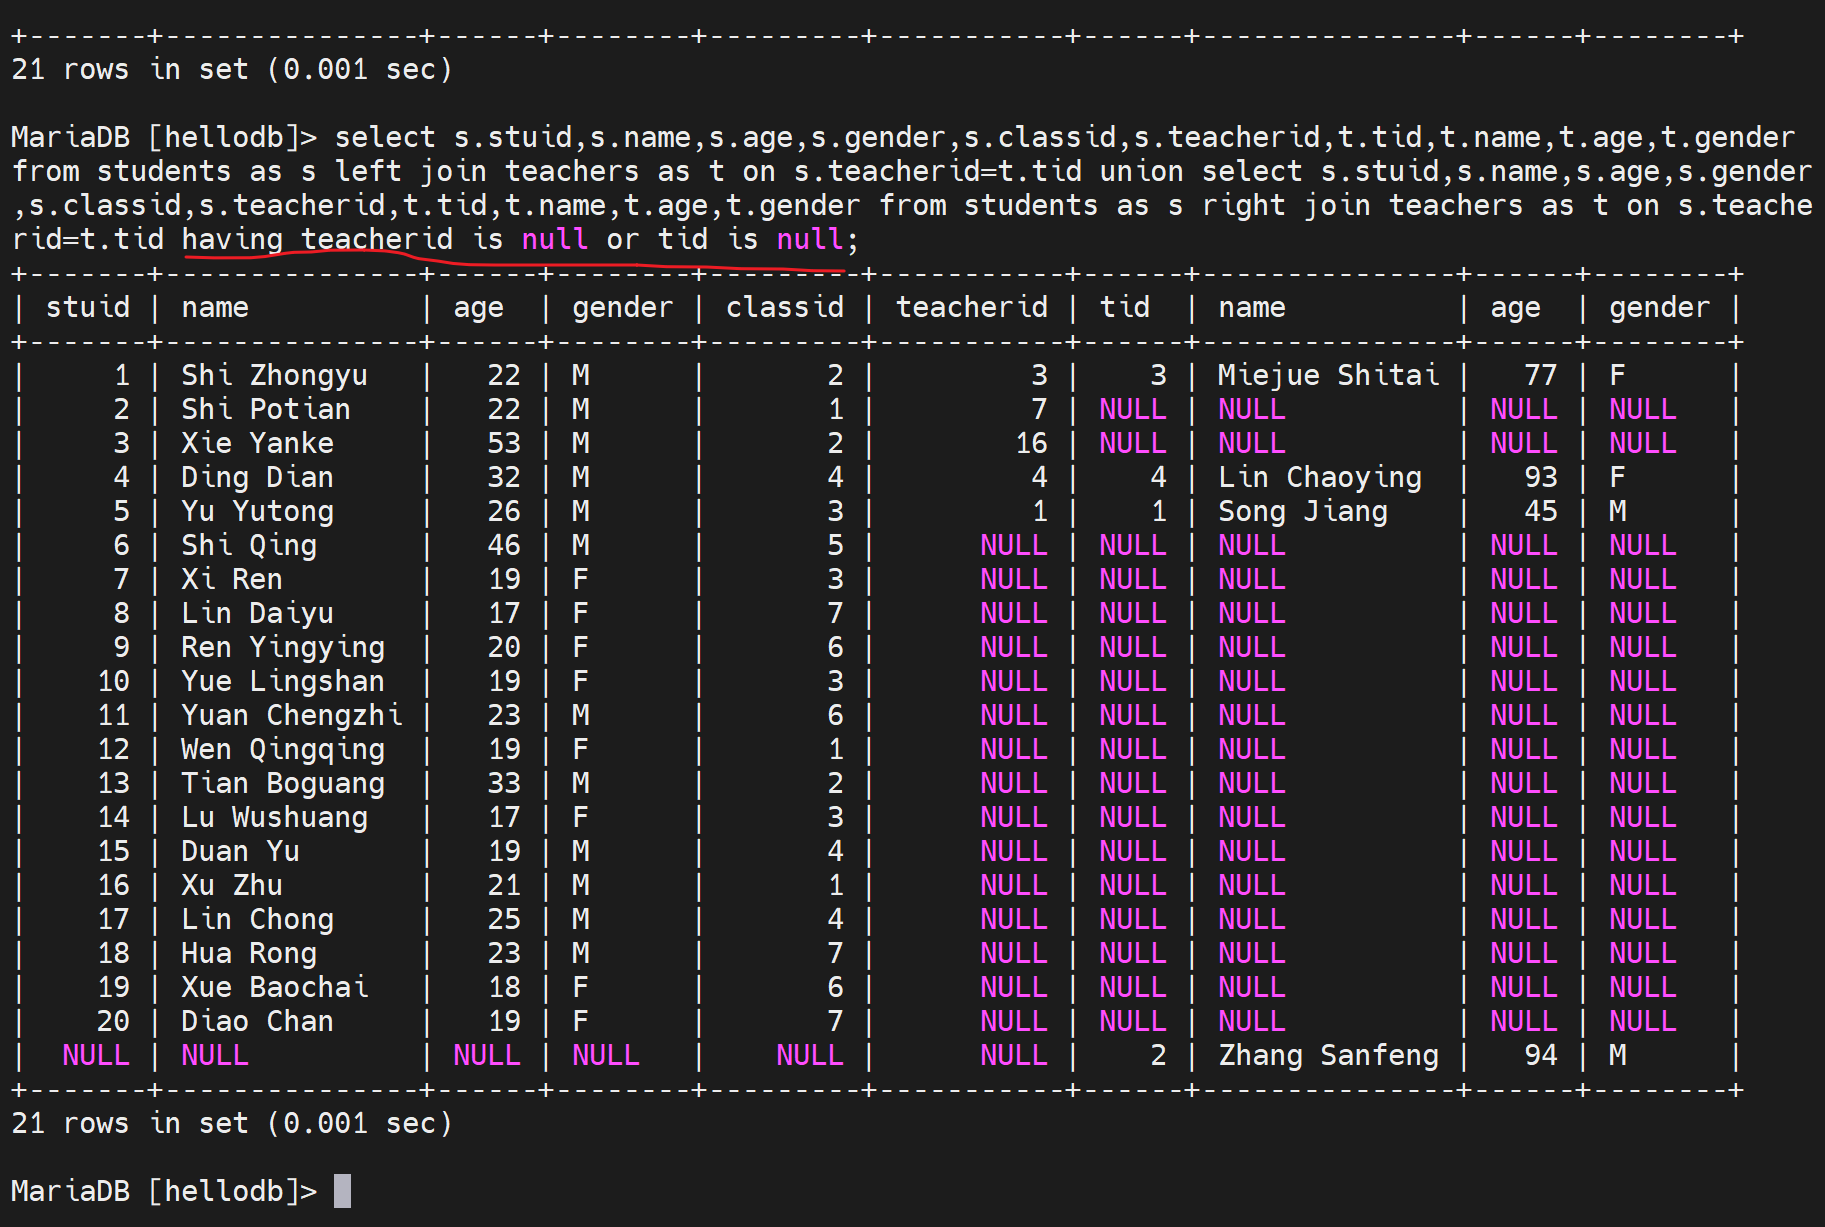 +-------+---------------+------+--------+---------+-----------+------+---------------+------+--------+
21 rows in set (0.001 sec)
MariaDB [hellodb]> select s.stuid,s.name,s.age,s.gender,s.classid,s.teacherid,t.tid,t.name,t.age,t.gender
from students as s left join teachers as t on s.teacherid=t.tid union select s.stuid,s.name,s.age,s.gender
,s.classid,s.teacherid,t.tid,t.name,t.age,t.gender from students as s right join teachers as t on s.teache
rid=t.tid having teacherid is null or tid is null;
+-------+---------------+------+--------+---------+-----------+------+---------------+------+--------+
| stuid | name          | age  | gender | classid | teacherid | tid  | name          | age  | gender |
+-------+---------------+------+--------+---------+-----------+------+---------------+------+--------+
|     1 | Shi Zhongyu   |   22 | M      |       2 |         3 |    3 | Miejue Shitai |   77 | F      |
|     2 | Shi Potian    |   22 | M      |       1 |         7 | NULL | NULL          | NULL | NULL   |
|     3 | Xie Yanke     |   53 | M      |       2 |        16 | NULL | NULL          | NULL | NULL   |
|     4 | Ding Dian     |   32 | M      |       4 |         4 |    4 | Lin Chaoying  |   93 | F      |
|     5 | Yu Yutong     |   26 | M      |       3 |         1 |    1 | Song Jiang    |   45 | M      |
|     6 | Shi Qing      |   46 | M      |       5 |      NULL | NULL | NULL          | NULL | NULL   |
|     7 | Xi Ren        |   19 | F      |       3 |      NULL | NULL | NULL          | NULL | NULL   |
|     8 | Lin Daiyu     |   17 | F      |       7 |      NULL | NULL | NULL          | NULL | NULL   |
|     9 | Ren Yingying  |   20 | F      |       6 |      NULL | NULL | NULL          | NULL | NULL   |
|    10 | Yue Lingshan  |   19 | F      |       3 |      NULL | NULL | NULL          | NULL | NULL   |
|    11 | Yuan Chengzhi |   23 | M      |       6 |      NULL | NULL | NULL          | NULL | NULL   |
|    12 | Wen Qingqing  |   19 | F      |       1 |      NULL | NULL | NULL          | NULL | NULL   |
|    13 | Tian Boguang  |   33 | M      |       2 |      NULL | NULL | NULL          | NULL | NULL   |
|    14 | Lu Wushuang   |   17 | F      |       3 |      NULL | NULL | NULL          | NULL | NULL   |
|    15 | Duan Yu       |   19 | M      |       4 |      NULL | NULL | NULL          | NULL | NULL   |
|    16 | Xu Zhu        |   21 | M      |       1 |      NULL | NULL | NULL          | NULL | NULL   |
|    17 | Lin Chong     |   25 | M      |       4 |      NULL | NULL | NULL          | NULL | NULL   |
|    18 | Hua Rong      |   23 | M      |       7 |      NULL | NULL | NULL          | NULL | NULL   |
|    19 | Xue Baochai   |   18 | F      |       6 |      NULL | NULL | NULL          | NULL | NULL   |
|    20 | Diao Chan     |   19 | F      |       7 |      NULL | NULL | NULL          | NULL | NULL   |
|  NULL | NULL          | NULL | NULL   |    NULL |      NULL |    2 | Zhang Sanfeng |   94 | M      |
+-------+---------------+------+--------+---------+-----------+------+---------------+------+--------+
21 rows in set (0.001 sec)
MariaDB [hellodb]>